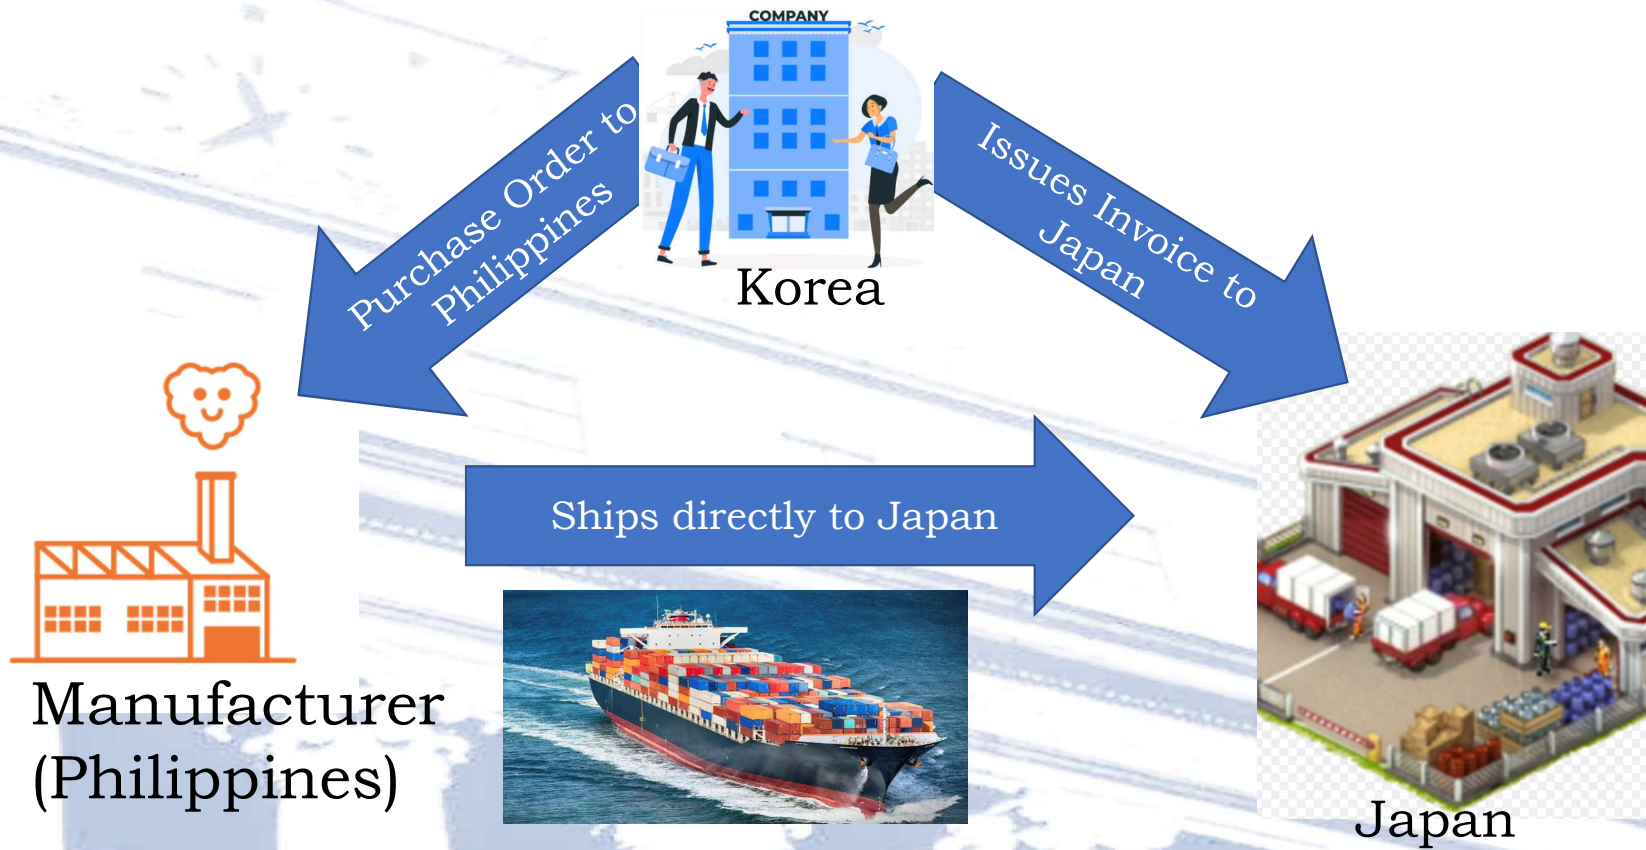 COMPANY
Purchase Order to
Philippines
Issues Invoice to
Japan
Korea
Ships directly to Japan
Manufacturer
(Philippines)
Japan